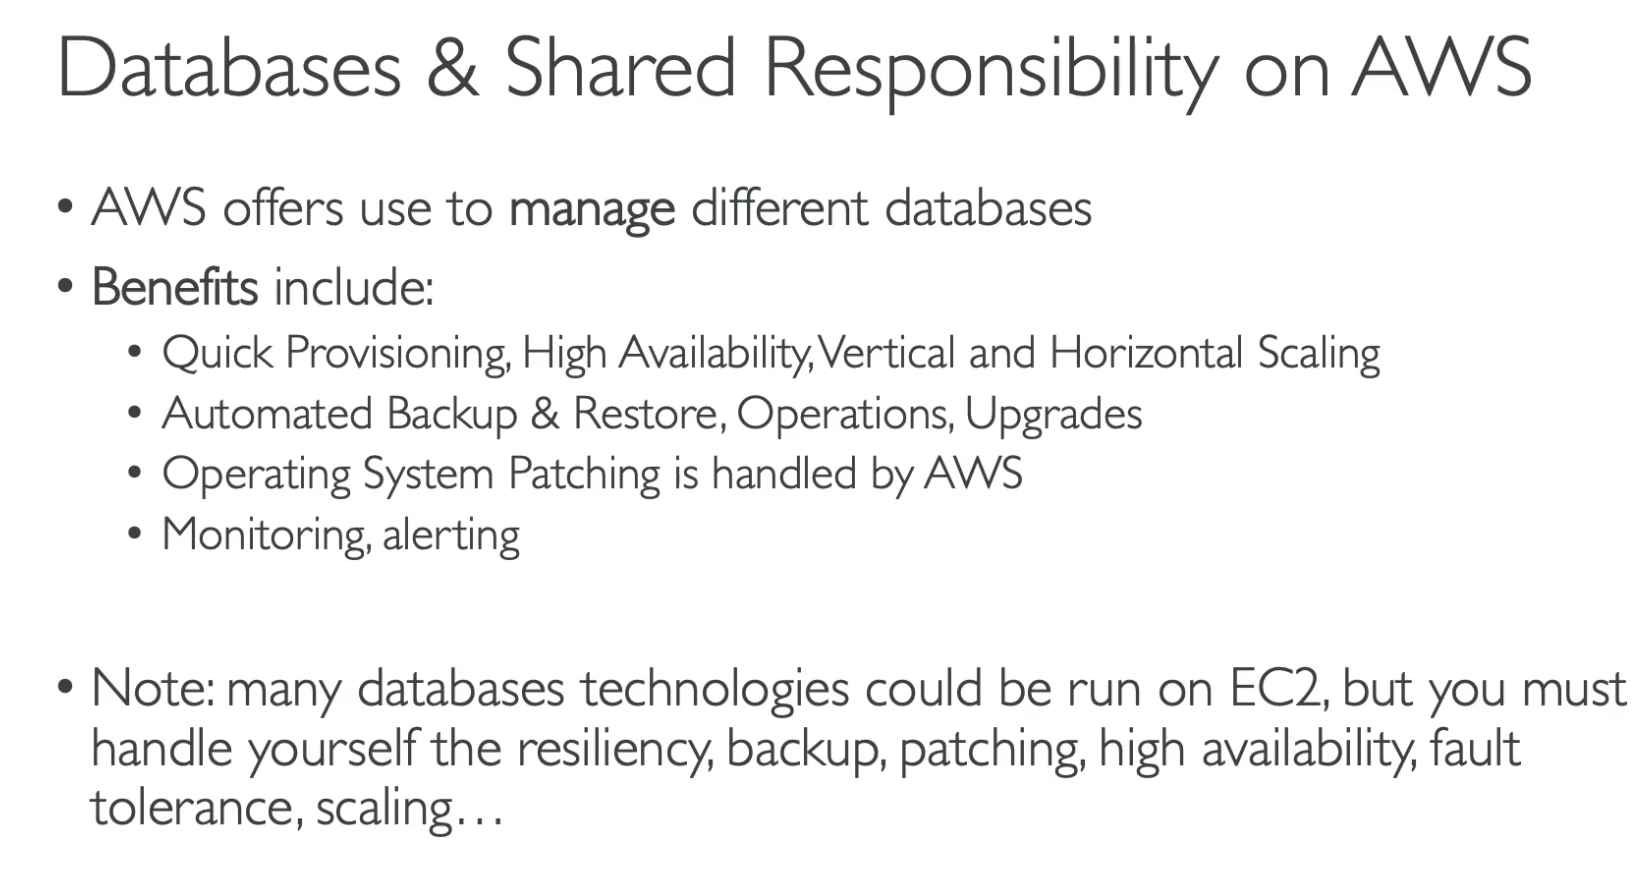 Databases & Shared Responsibility on AWS
• AWS offers use to manage different databases
• Benefits include:
• Quick Provisioning, High Availability, Vertical and Horizontal Scaling
• Automated Backup & Restore, Operations, Upgrades
• Operating System Patching is handled by AWS
• Monitoring, alerting
• Note: many databases technologies could be run on EC2, but you must
handle yourself the resiliency, backup, patching, high availability, fault
tolerance, scaling…